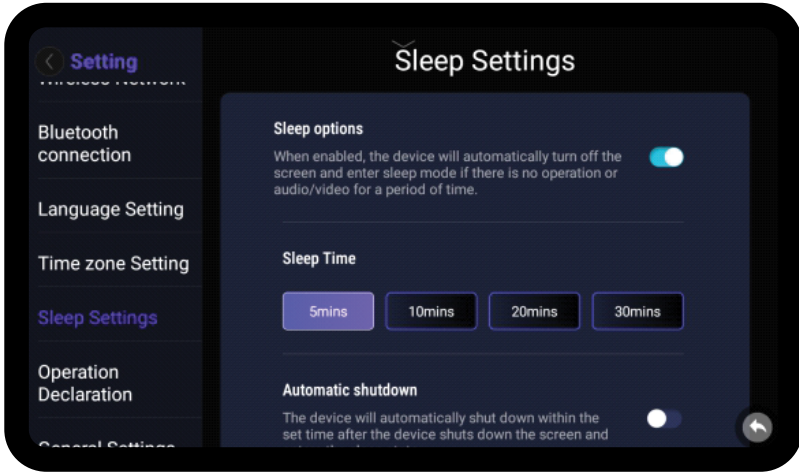 Setting
Bluetooth
connection
Language Setting
Time zone Setting
Sleep Settings
Operation
Declaration
General Settings
Sleep Settings
Sleep options
When enabled, the device will automatically turn off the
screen and enter sleep mode if there is no operation or
audio/video for a period of time.
Sleep Time
5mins
10mins
20mins
30mins
Automatic shutdown
The device will automatically shut down within the
set time after the device shuts down the screen and